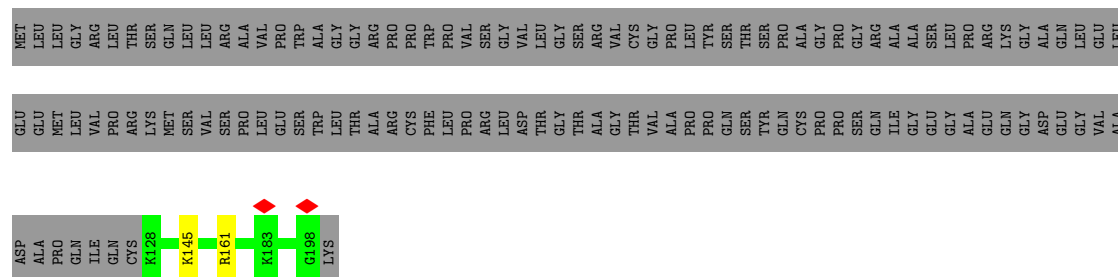 MET LEU LEU GLY ARG LEU THR SER GLN LEU LEU ARG ALA VAL PRO TRP ALA GLY GLY ARG PRO PRO TRP PRO VAL SER GLY VAL LEU GLY SER ARG VAL CYS GLY PRO LEU TYR SER THR SER PRO ALA GLY PRO GLY ARG ALA ALA SER LEU PRO ARG LYS GLY ALA GLN LEU GLU LEU
GLU GLU MET LEU VAL PRO ARG LYS MET SER VAL SER PRO LEU GLU SER TRP LEU THR ALA ARG CYS PHE LEU PRO ARG LEU ASP THR GLY THR ALA GLY THR VAL ALA PRO PRO GLN SER TYR GLN CYS PRO PRO SER GLN ILE GLY GLU GLY ALA GLU GLN GLY ASP GLU GLY VAL ALA
ASP ALA PRO GLN ILE GLN CYS K128 K145 R161 K183 G198 LYS